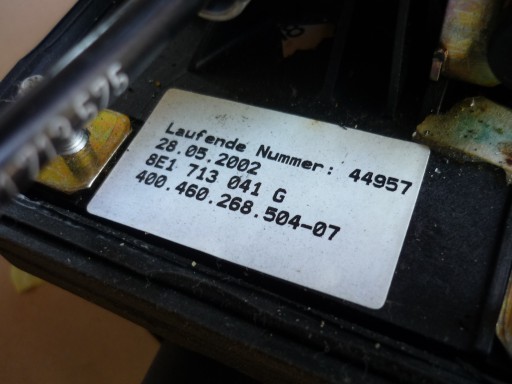 Laufende Nummer: 44957
28.05.2002
8E1 713 041 G
400.460.268.504-07